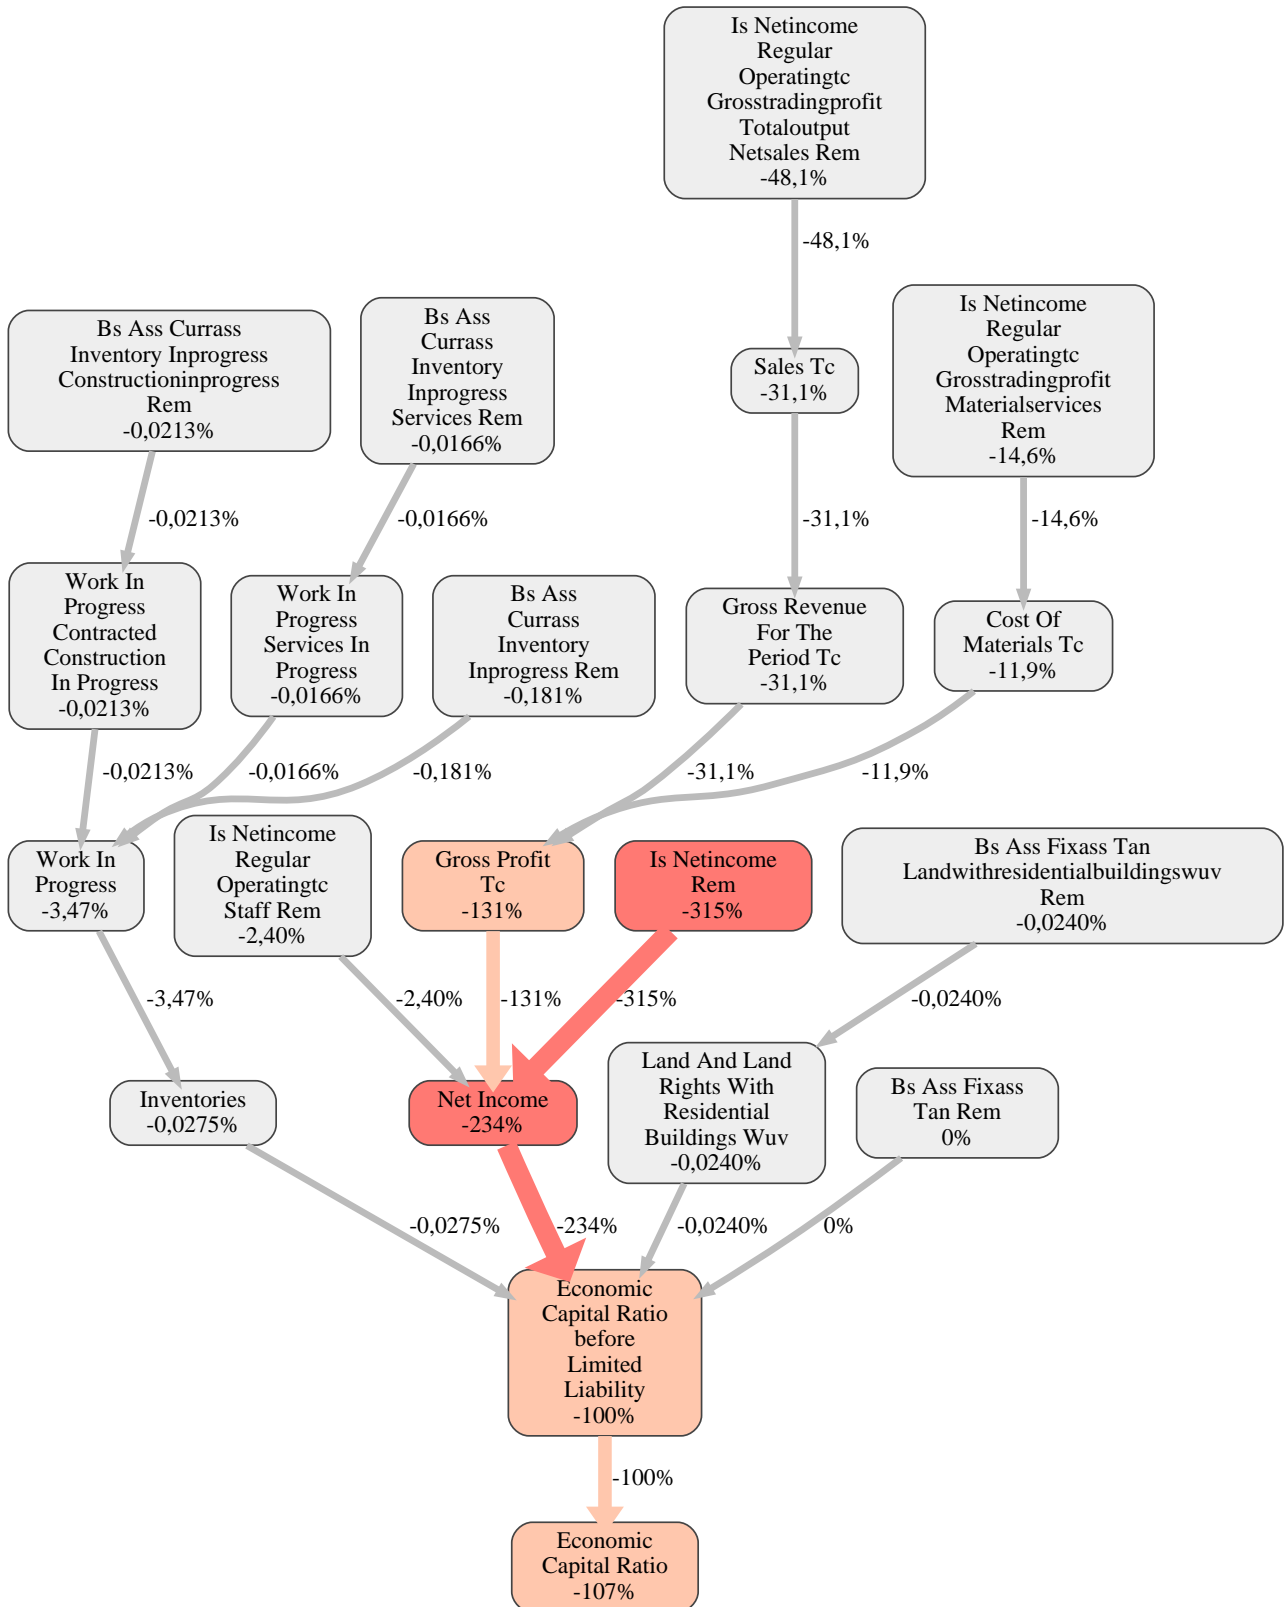 Is Netincome
Regular
Operatingtc
Grosstradingprofit
Totaloutput
Netsales Rem
-48,1%
-48,1%
Bs Ass Currass
Inventory Inprogress
Constructioninprogress
Rem
-0,0213%
Bs Ass
Currass
Inventory
Inprogress
Services Rem
-0,0166%
Sales Tc
-31,1%
Is Netincome
Regular
Operatingtc
Grosstradingprofit
Materialservices
Rem
-14,6%
-0,0213%
-0,0166%
-31,1%
-14,6%
Work In
Progress
Contracted
Construction
In Progress
-0,0213%
Work In
Progress
Services In
Progress
-0,0166%
Bs Ass
Currass
Inventory
Inprogress Rem
-0,181%
Gross Revenue
For The
Period Tc
-31,1%
Cost Of
Materials Tc
-11,9%
-0,0213%
-0,0166%
-0,181%
-31,1%
-11,9%
Work In
Progress
-3,47%
Is Netincome
Regular
Operatingtc
Staff Rem
-2,40%
Gross Profit
Tc
-131%
Is Netincome
Rem
-315%
Bs Ass Fixass Tan
Landwithresidentialbuildingswuv
Rem
-0,0240%
-3,47%
-2,40%
-131%
-315%
-0,0240%
Inventories
-0,0275%
Net Income
-234%
Land And Land
Rights With
Residential
Buildings Wuv
-0,0240%
Bs Ass Fixass
Tan Rem
0%
-0,0275%
-234%
-0,0240%
0%
Economic
Capital Ratio
before
Limited
Liability
-100%
-100%
Economic
Capital Ratio
-107%